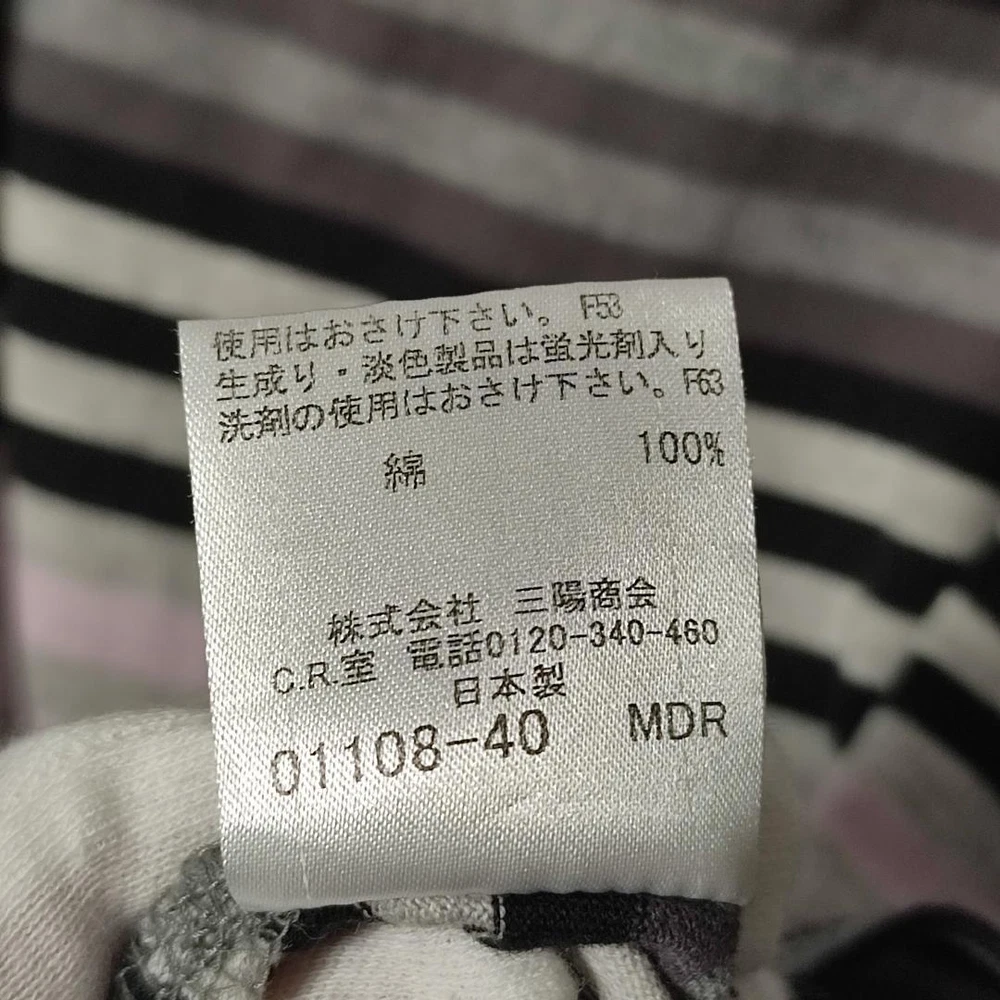 使用はおさけ下さい。 F53
生成り・淡色製品は蛍光剤入り
洗剤の使用はおさけ下さい。F63
綿 100%
株式会社 三陽商会
C.R.室 電話0120-340-460
日本製
01108-40 MDR